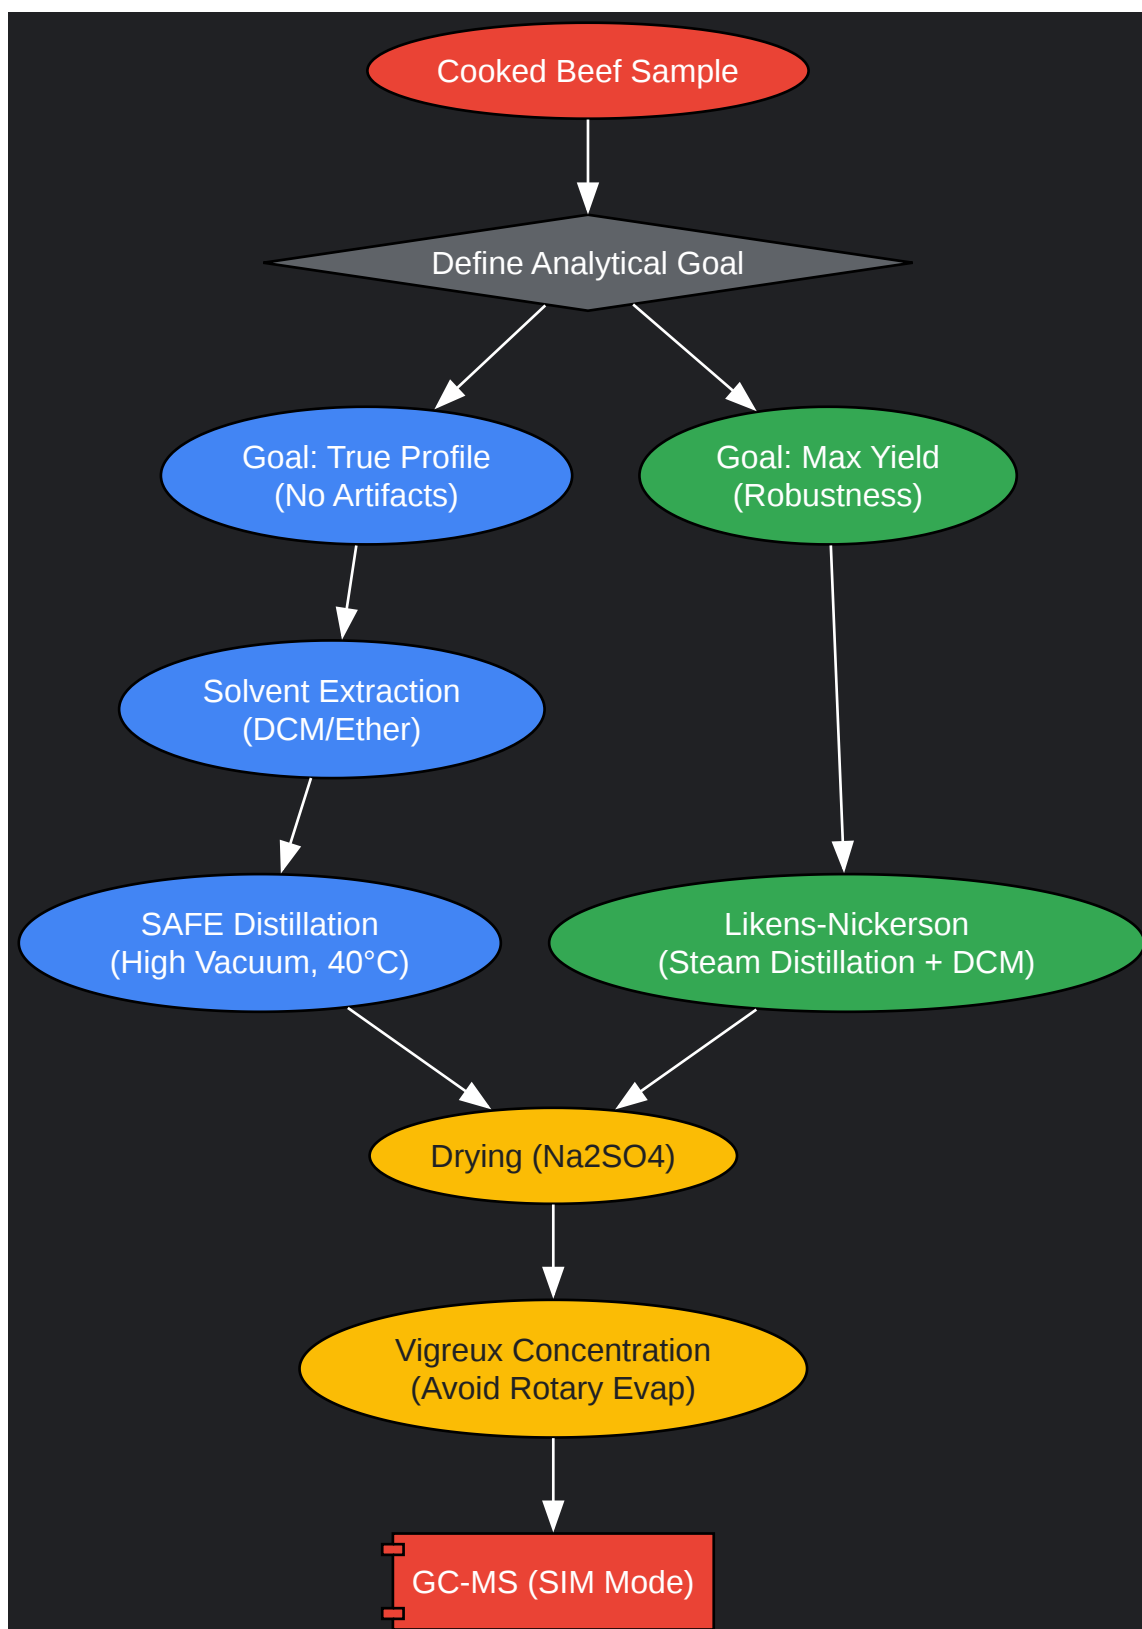 Cooked Beef Sample
Define Analytical Goal
Goal: True Profile
(No Artifacts)
Goal: Max Yield
(Robustness)
Solvent Extraction
(DCM/Ether)
SAFE Distillation
(High Vacuum, 40°C)
Likens-Nickerson
(Steam Distillation + DCM)
Drying (Na2SO4)
Vigreux Concentration
(Avoid Rotary Evap)
GC-MS (SIM Mode)